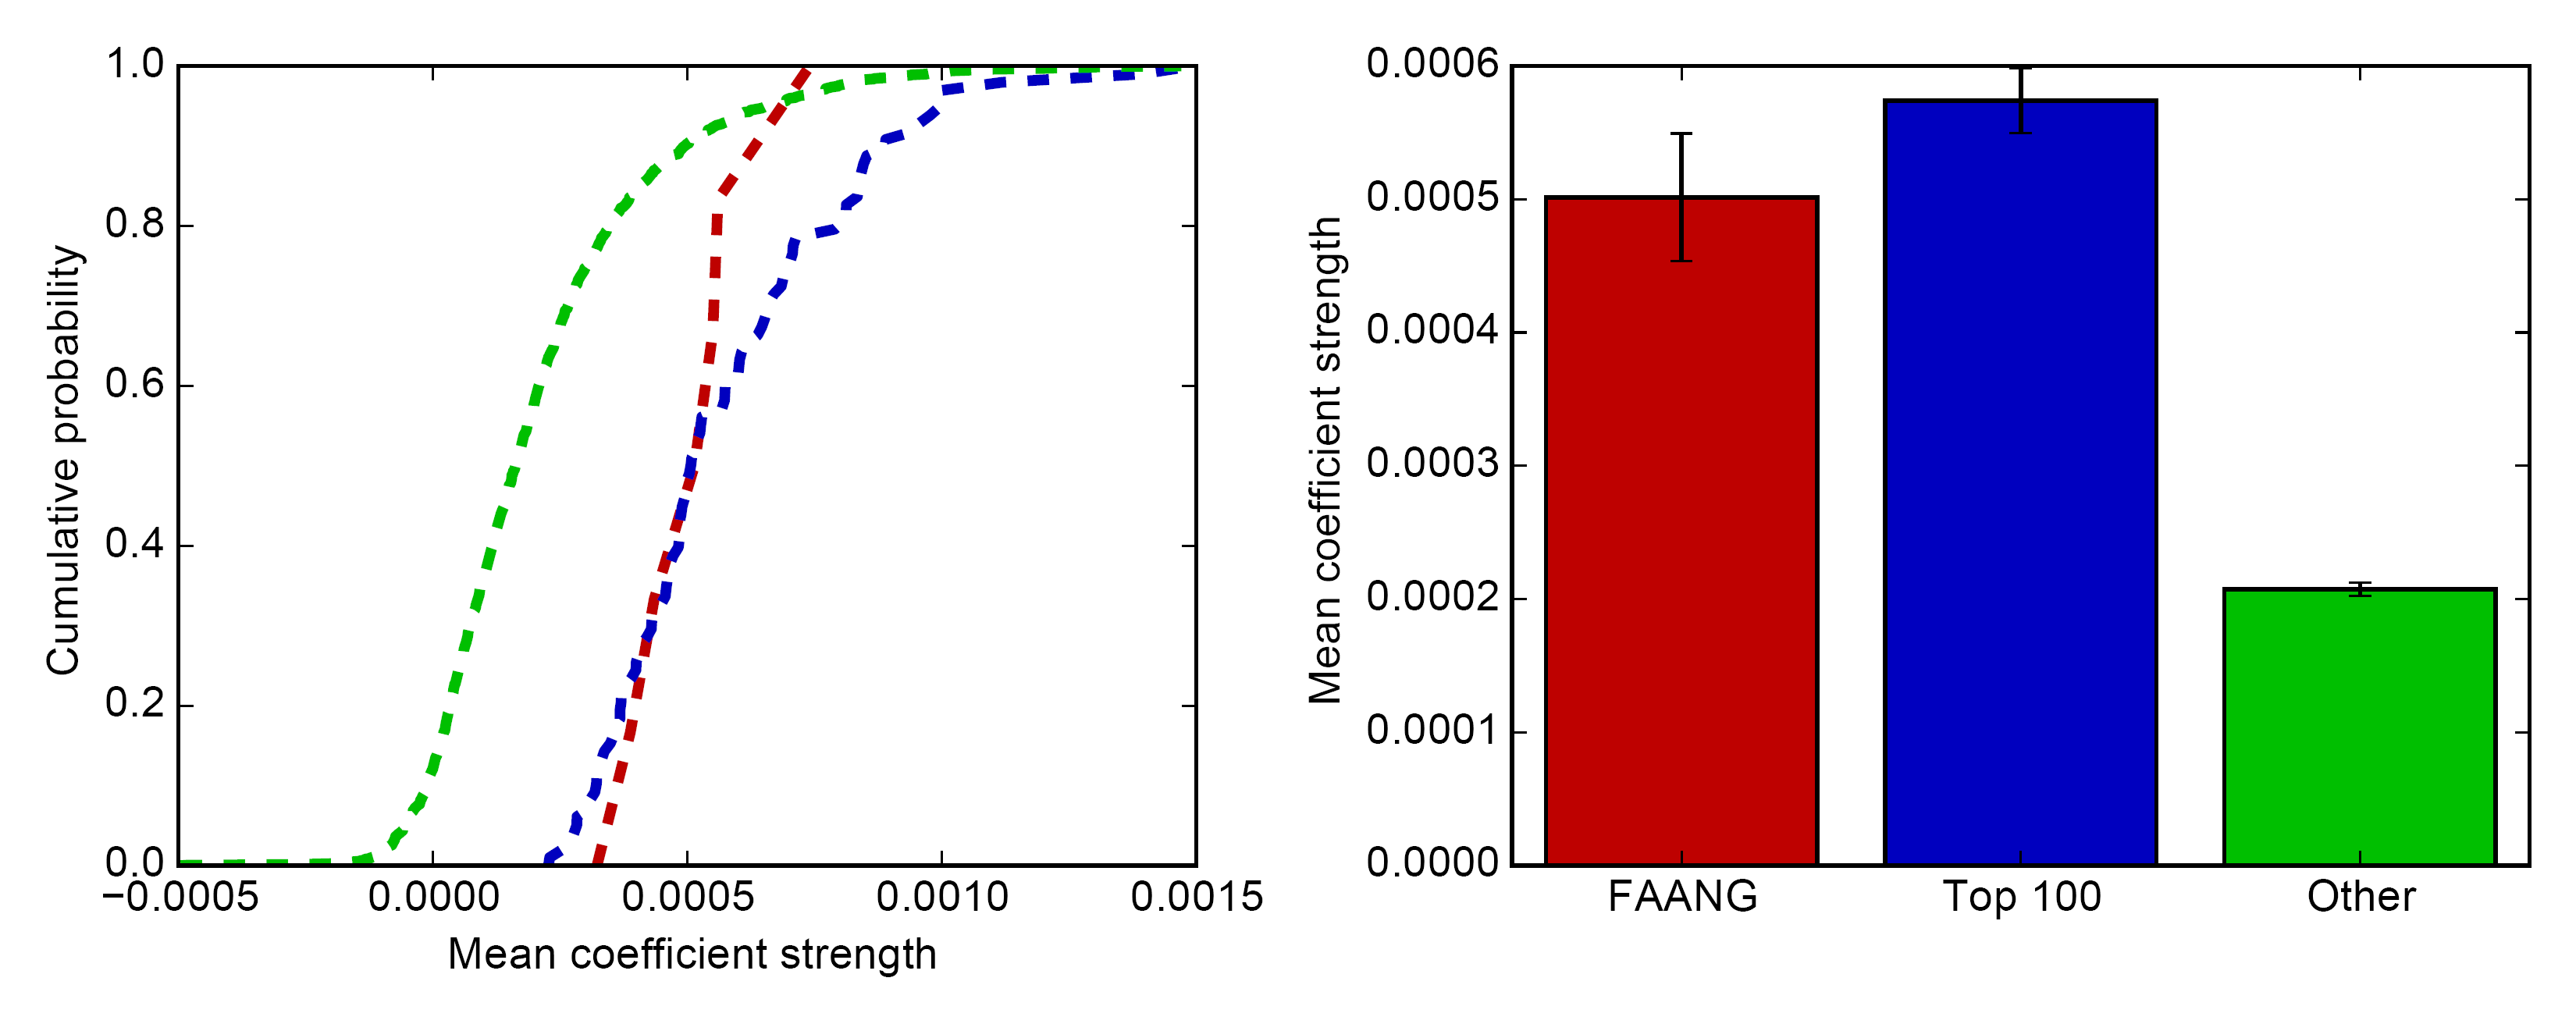 Cumulative probability
1.0
0.8
0.6
0.4
0.2
0.0
−0.0005 0.0000 0.0005 0.0010 0.0015
Mean coefficient strength
Mean coefficient strength
0.0006
0.0005
0.0004
0.0003
0.0002
0.0001
0.0000
FAANG Top 100 Other